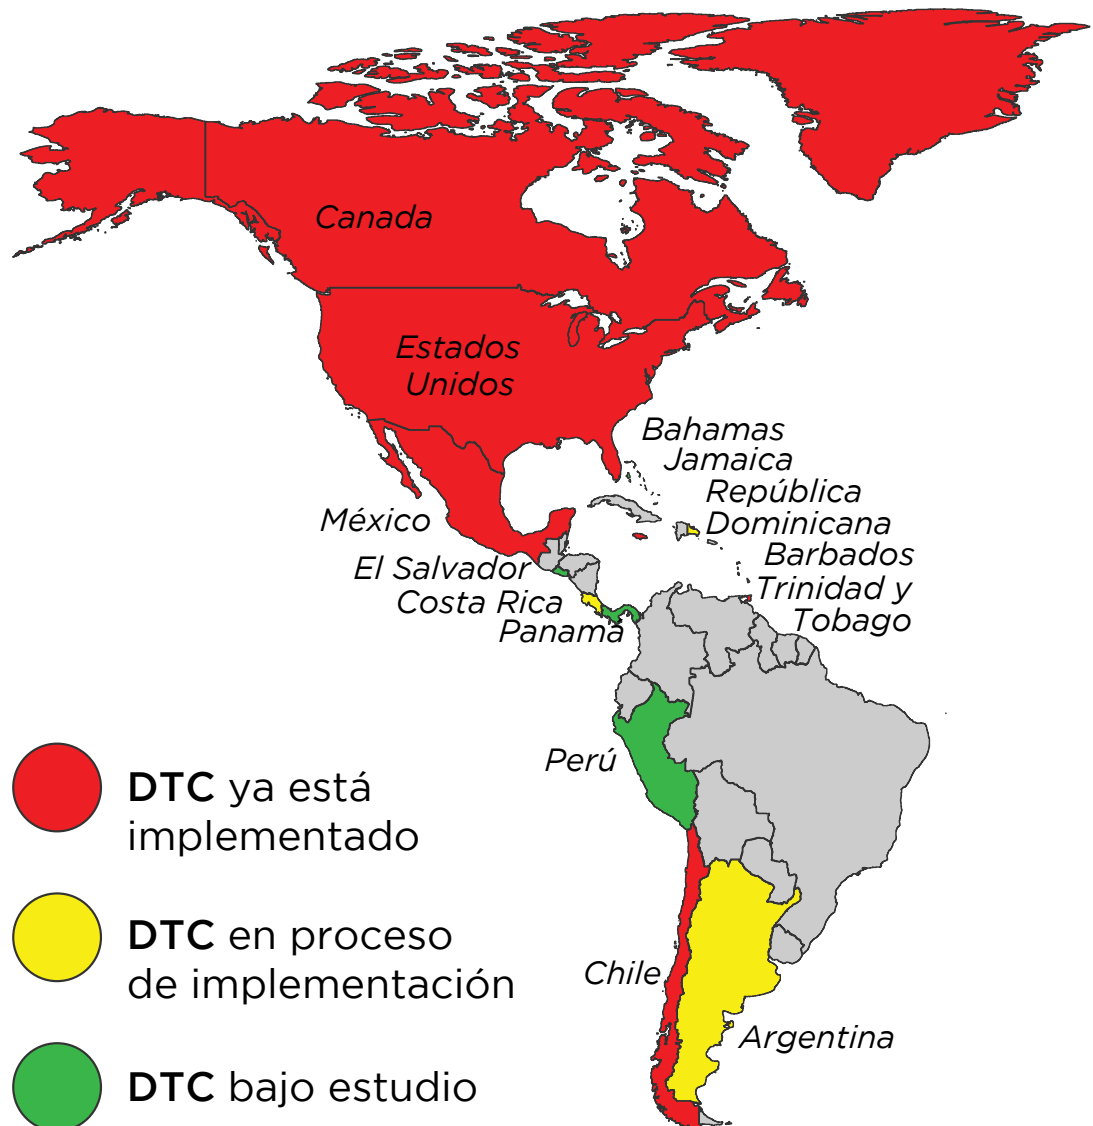 Canada
Estados
Unidos
Bahamas
Jamaica
República
Dominicana
México
Barbados
El Salvador
Trinidad y
Costa Rica
Tobago
Panamá
Perú
DTC ya está
implementado
DTC en proceso
de implementación
Chile
Argentina
DTC bajo estudio